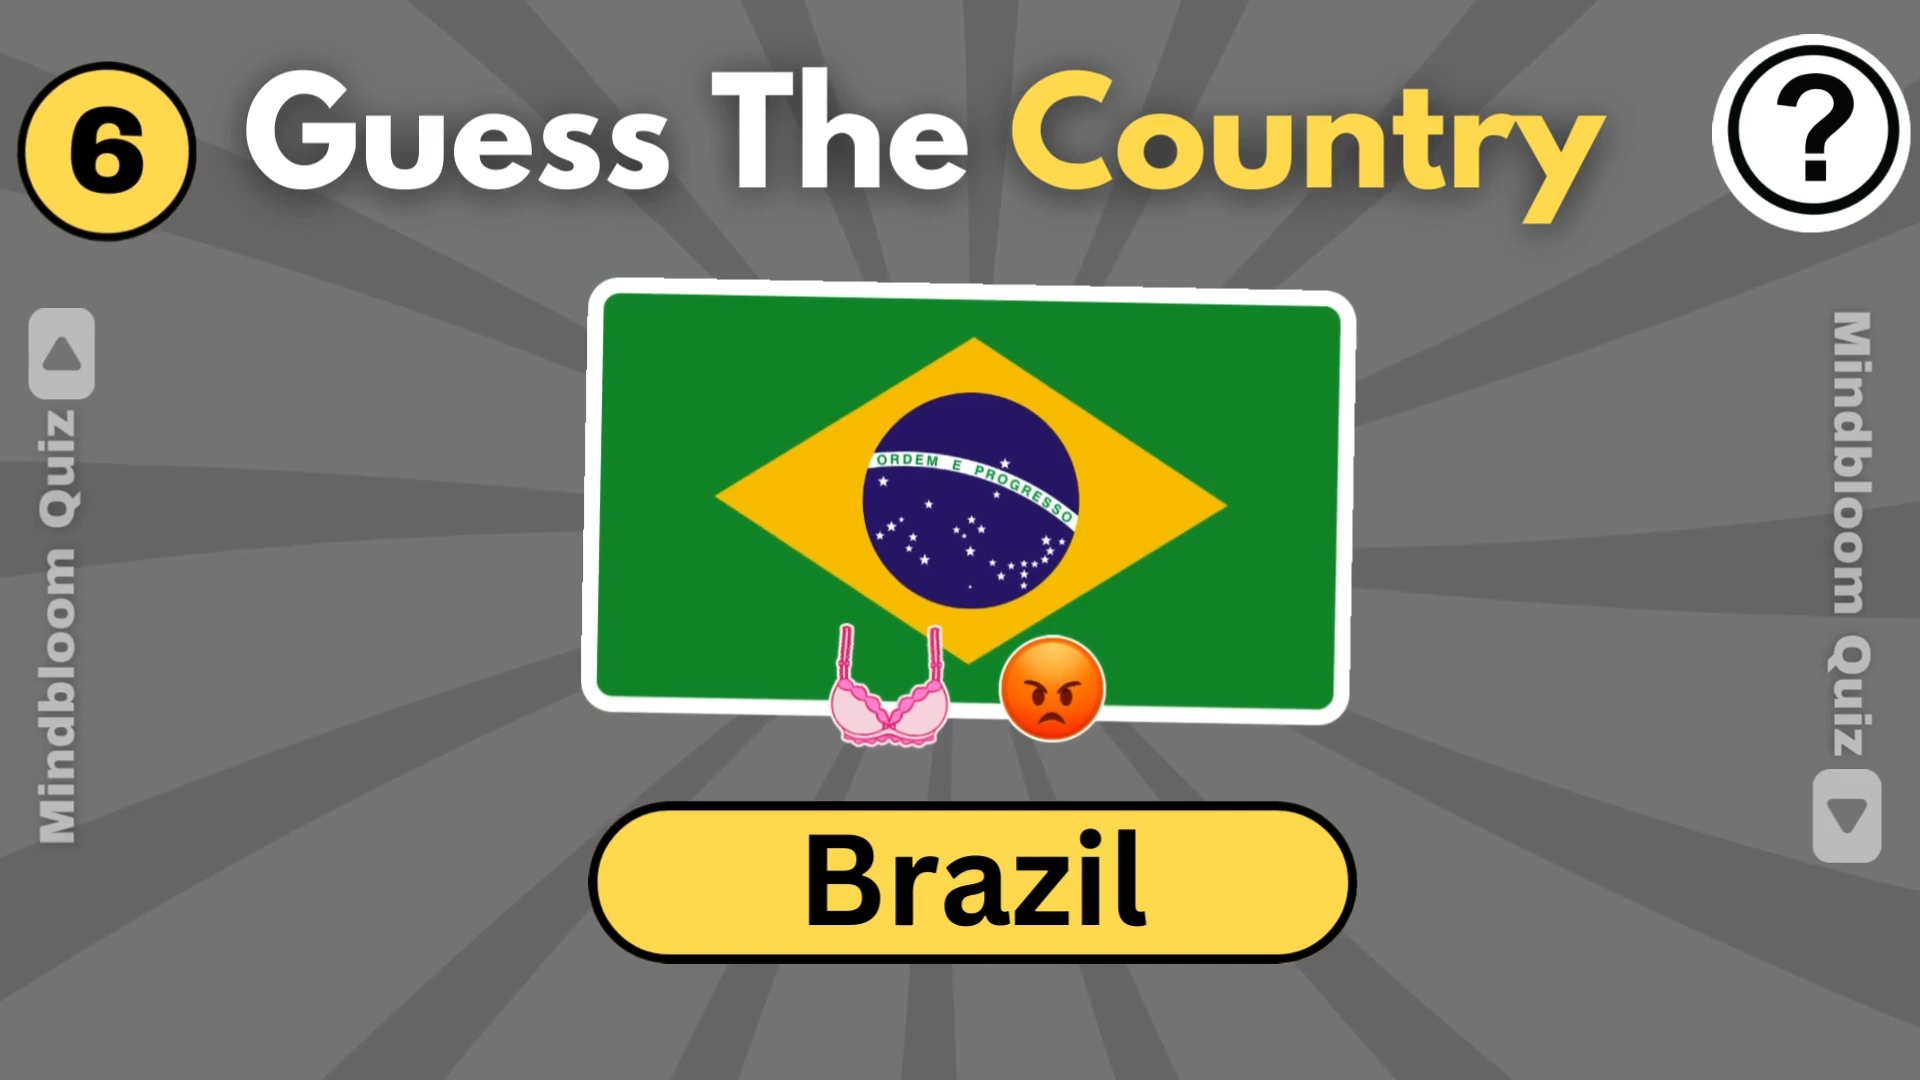 6
Guess The Country
?
Mindbloom Quiz
ORDEM E PROGRESSO
Mindbloom Quiz
Brazil